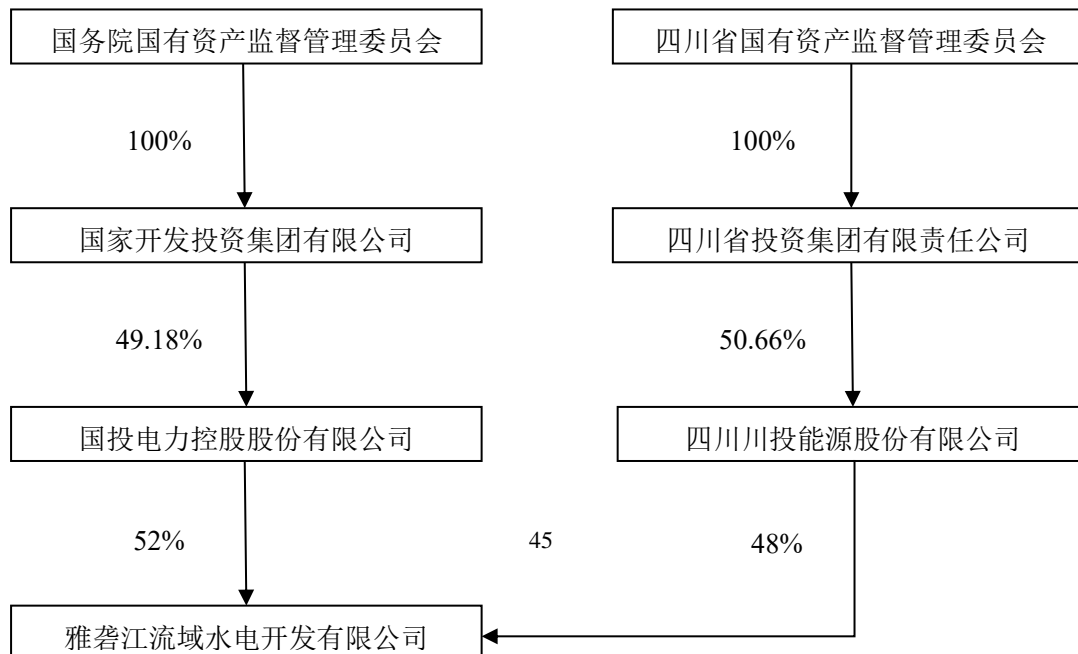 国务院国有资产监督管理委员会
四川省国有资产监督管理委员会
100%
100%
国家开发投资集团有限公司
四川省投资集团有限责任公司
49.18%
50.66%
国投电力控股股份有限公司
四川川投能源股份有限公司
52%
45
48%
雅砻江流域水电开发有限公司